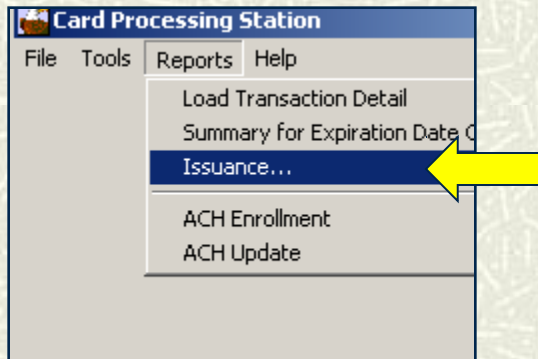 Card Processing Station
File Tools Reports Help
Load Transaction Detail
Summary for Expiration Date
Issuance...
ACH Enrollment
ACH Update